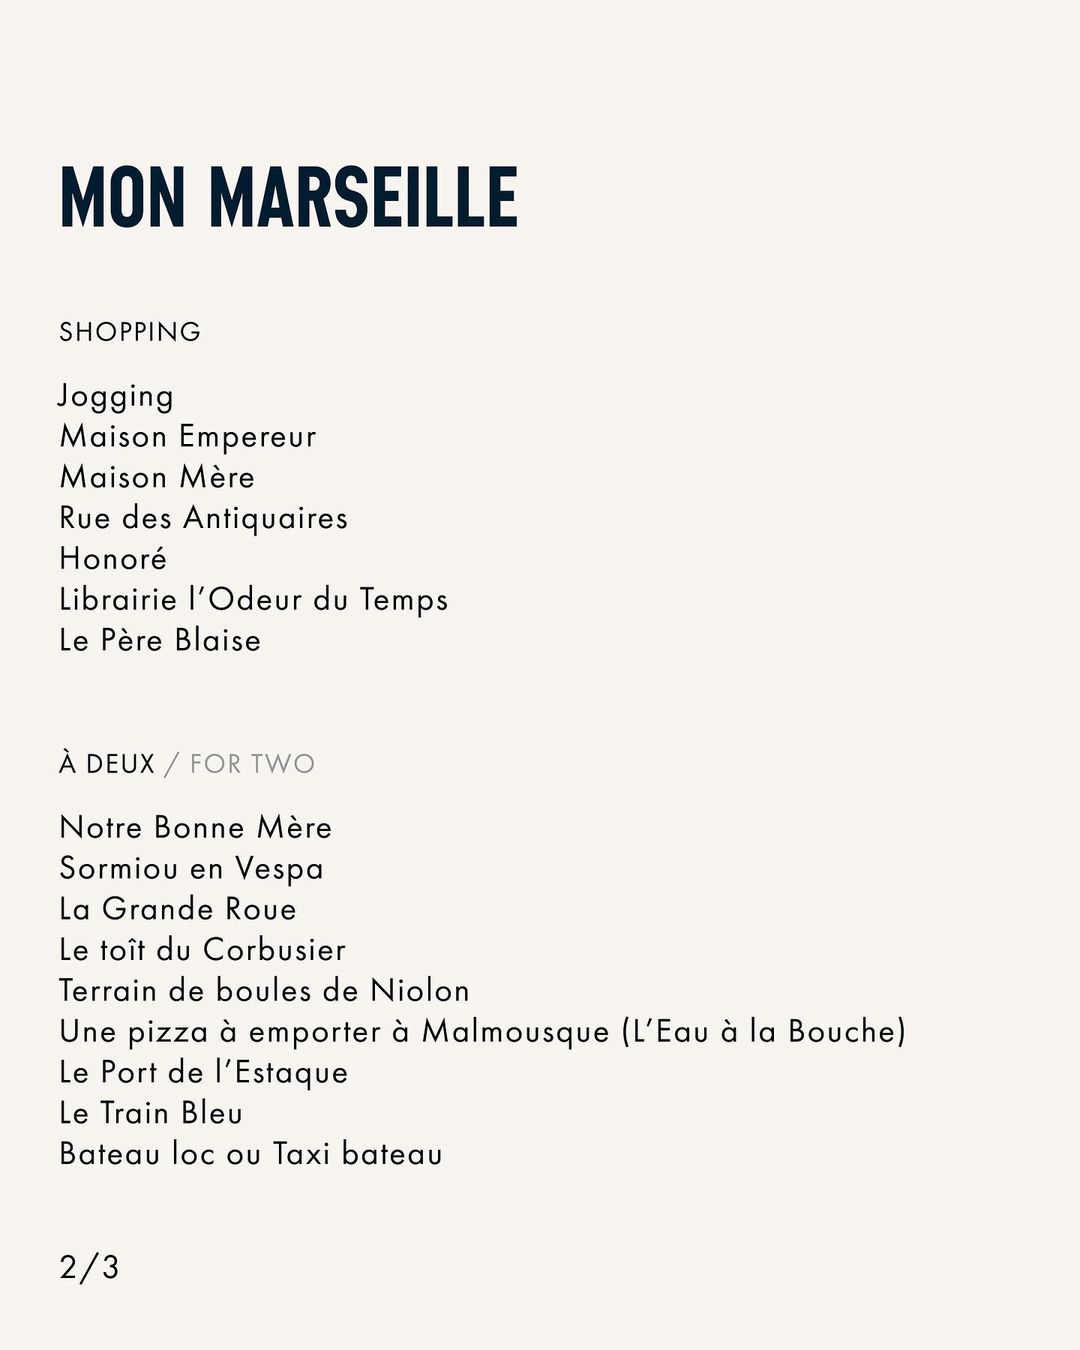 MON MARSEILLE
SHOPPING
Jogging
Maison Empereur
Maison Mère
Rue des Antiquaires
Honoré
Librairie l’Odeur du Temps
Le Père Blaise
À DEUX / FOR TWO
Notre Bonne Mère
Sormiou en Vespa
La Grande Roue
Le toît du Corbusier
Terrain de boules de Niolon
Une pizza à emporter à Malmousque (L’Eau à la Bouche)
Le Port de l’Estaque
Le Train Bleu
Bateau loc ou Taxi bateau
2/3